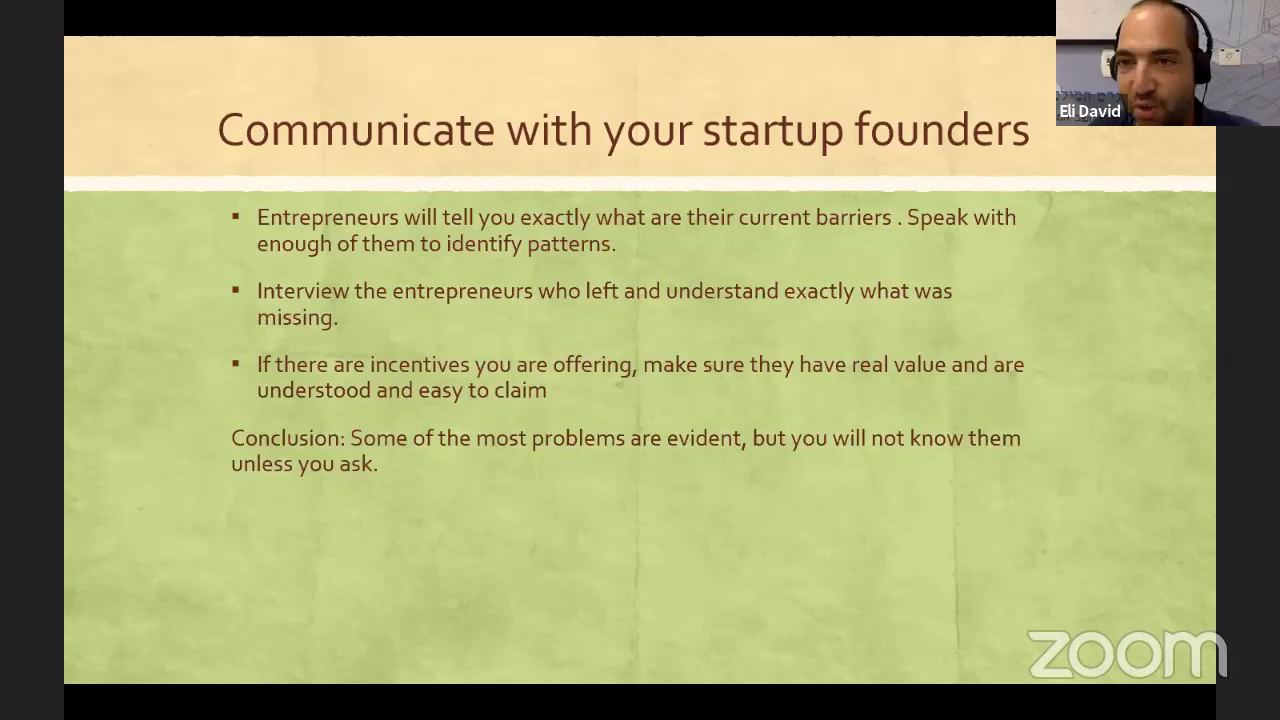 Communicate with your startup founders
Eli David
▪ Entrepreneurs will tell you exactly what are their current barriers . Speak with
enough of them to identify patterns.
▪ Interview the entrepreneurs who left and understand exactly what was
missing.
▪ If there are incentives you are offering, make sure they have real value and are
understood and easy to claim
Conclusion: Some of the most problems are evident, but you will not know them
unless you ask.
zoom